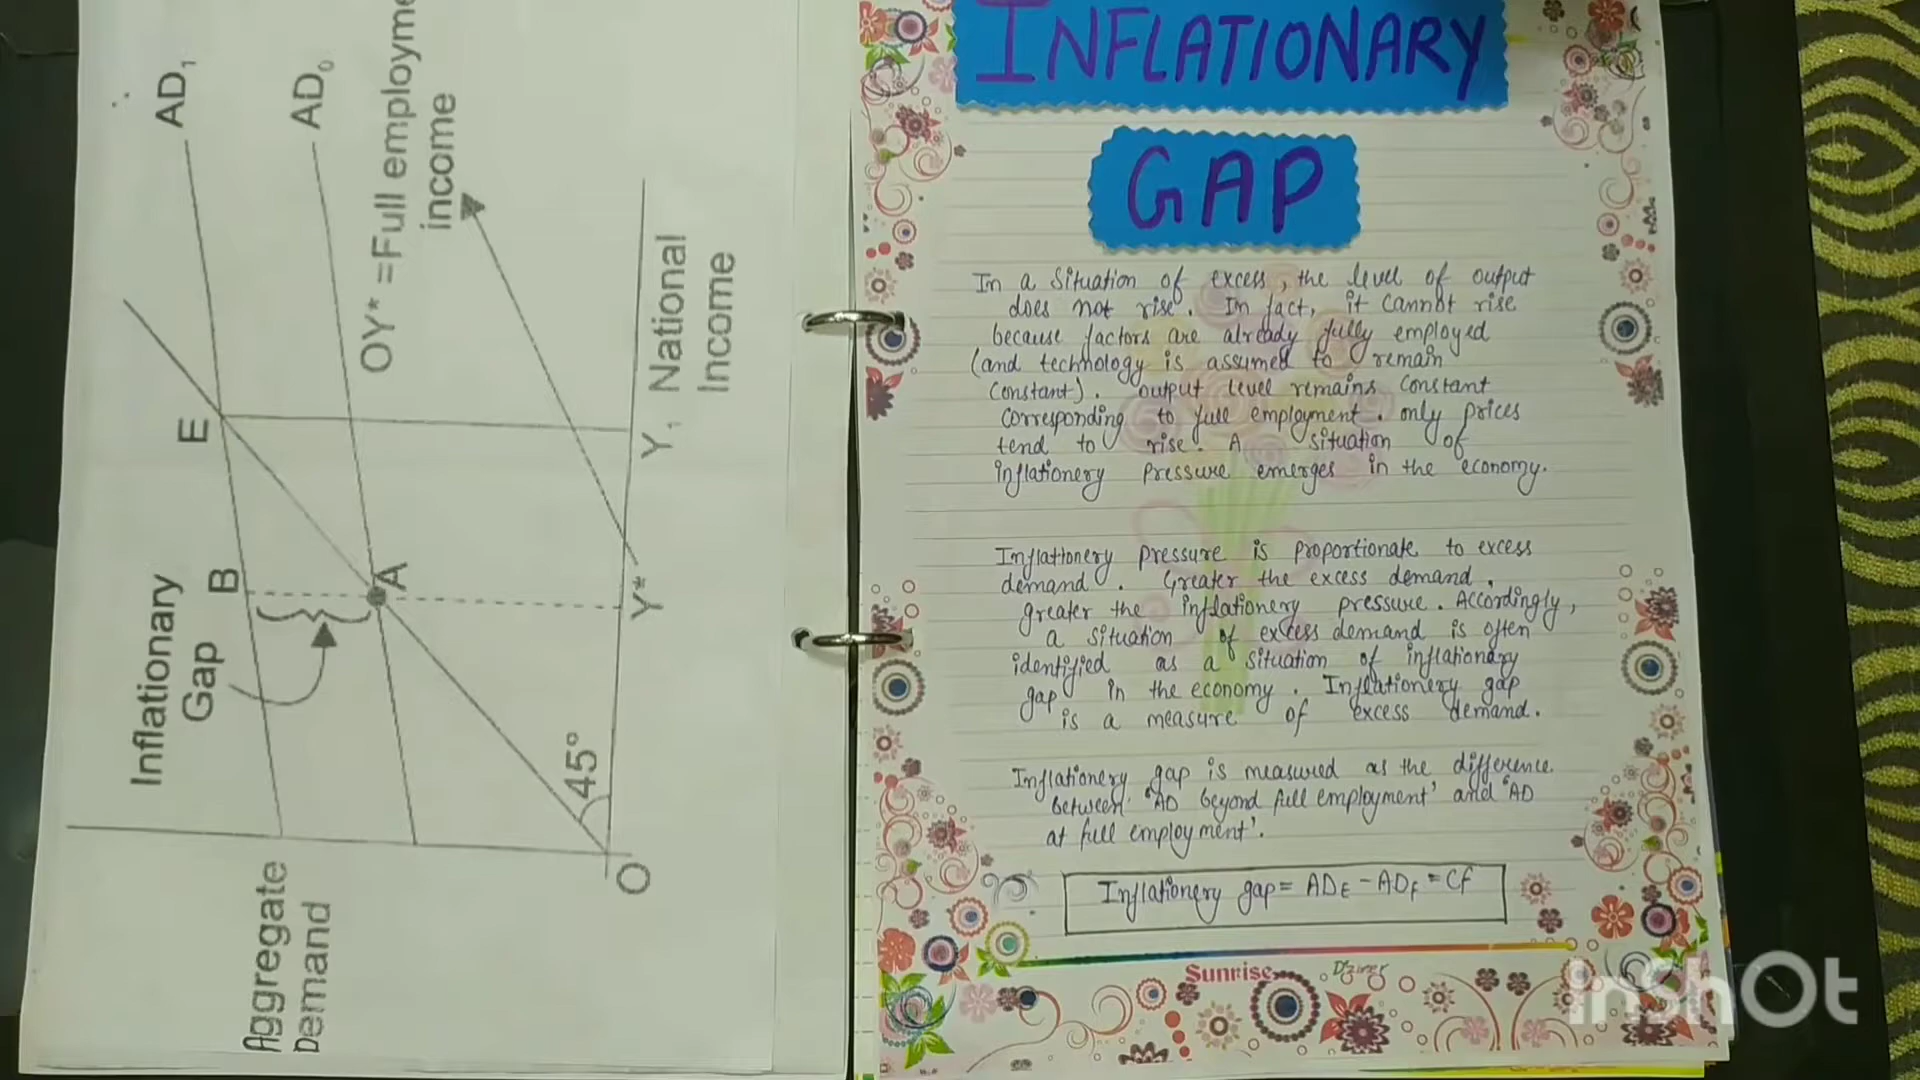 AD1
AD0
OY* =Full employme
income
E
Inflationary
Gap
B
A
45°
Aggregate
Demand
O
Y*
Y1
National
Income
INFLATIONARY
GAP
In a situation of excess, the level of output
does not rise. In fact, it cannot rise
because factors are already fully employed
(and technology is assumed to remain
constant). output level remains constant
corresponding to full employment. only prices
tend to rise. A situation of
inflationery pressure emerges in the economy.
Inflationery pressure is proportionate to excess
demand. Greater the excess demand,
greater the inflationery pressure. Accordingly,
a situation of excess demand is often
identified as a situation of inflationary
gap in the economy. Inflationery gap
is a measure of excess demand.
Inflationery gap is measured as the difference
between 'AD beyond full employment' and 'AD
at full employment'.
Inflationery gap = ADE - ADF = Cf
Sunrise
InShOt